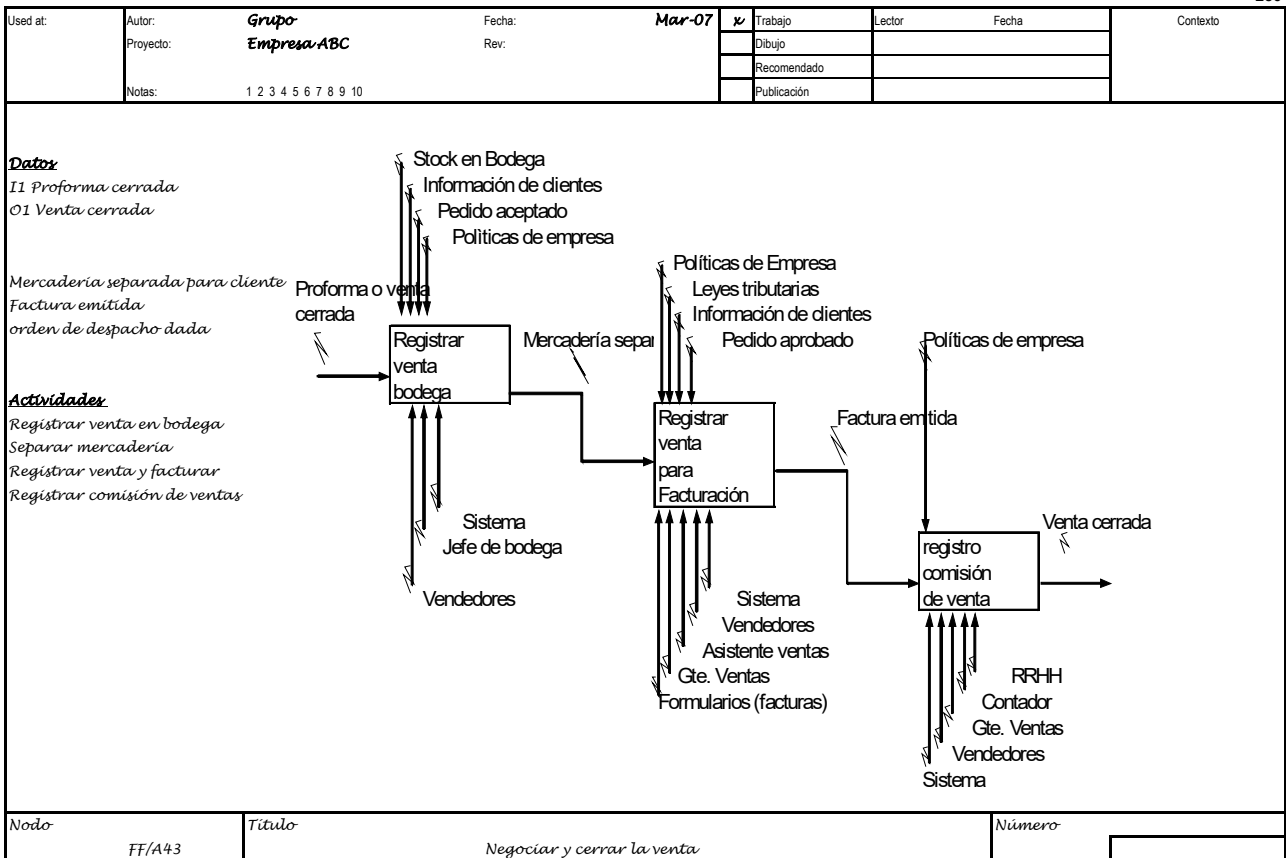 Used at:
Autor:
Grupo
Fecha:
Mar-07
x
Trabajo
Lector
Fecha
Contexto
Proyecto:
Empresa ABC
Rev:
Dibujo
Recomendado
Notas:
1 2 3 4 5 6 7 8 9 10
Publicación
Datos
I1 Proforma cerrada
O1 Venta cerrada
Mercadería separada para cliente
Factura emitida
orden de despacho dada
Actividades
Registrar venta en bodega
Separar mercadería
Registrar venta y facturar
Registrar comisión de ventas
Stock en Bodega
Información de clientes
Pedido aceptado
Polìticas de empresa
Proforma o venta
cerrada
Registrar
venta
bodega
Sistema
Jefe de bodega
Vendedores
Mercadería separ
Políticas de Empresa
Leyes tributarias
Información de clientes
Pedido aprobado
Registrar
venta
para
Facturación
Sistema
Vendedores
Asistente ventas
Gte. Ventas
Formularios (facturas)
Factura emitida
Políticas de empresa
registro
comisión
de venta
Venta cerrada
RRHH
Contador
Gte. Ventas
Vendedores
Sistema
Nodo
FF/A43
Título
Negociar y cerrar la venta
Número